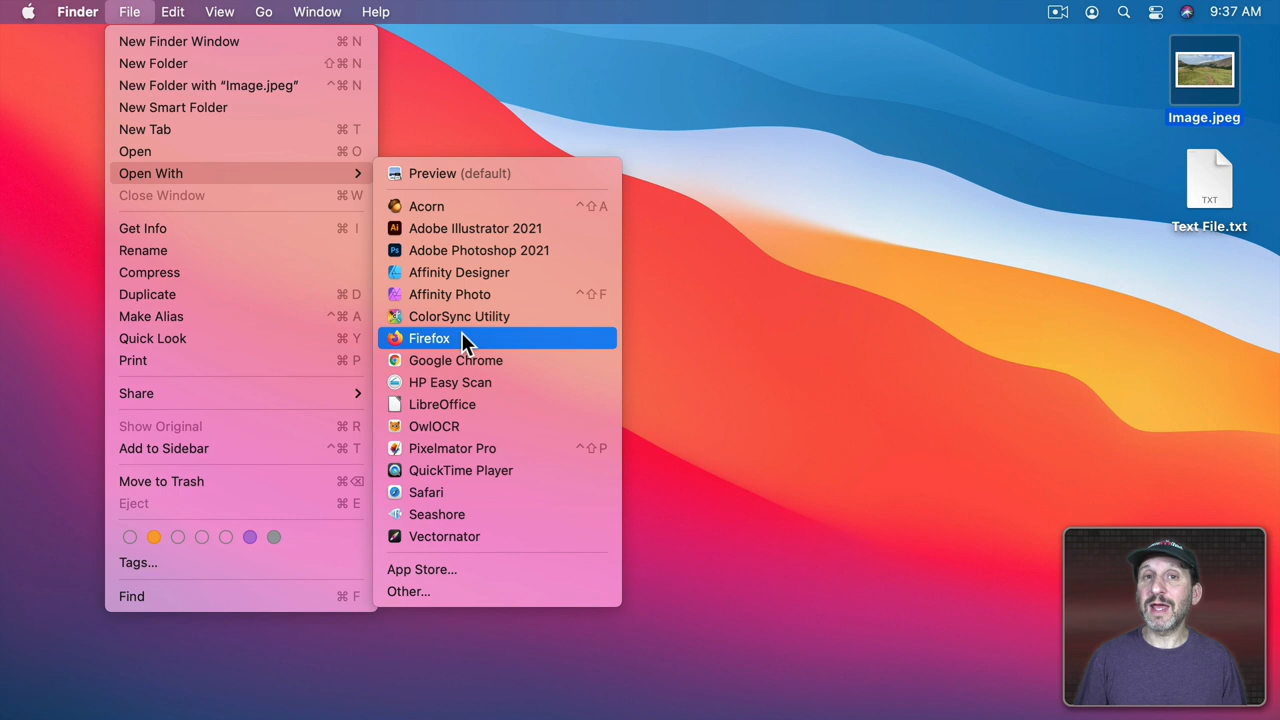 Finder File Edit View Go Window Help 9:37 AM
New Finder Window ⌘ N
New Folder ⇧⌘ N
New Folder with “Image.jpeg” ^⌘ N
New Smart Folder
New Tab ⌘ T
Open ⌘ O
Open With
Close Window ⌘ W
Get Info ⌘ I
Rename
Compress
Duplicate ⌘ D
Make Alias ^⌘ A
Quick Look ⌘ Y
Print ⌘ P
Share
Show Original ⌘ R
Add to Sidebar ^⌘ T
Move to Trash ⌘⌫
Eject ⌘ E
Tags...
Find ⌘ F
Preview (default)
Acorn ^⇧ A
Adobe Illustrator 2021
Adobe Photoshop 2021
Affinity Designer
Affinity Photo ^⇧ F
ColorSync Utility
Firefox
Google Chrome
HP Easy Scan
LibreOffice
OwlOCR
Pixelmator Pro ^⇧ P
QuickTime Player
Safari
Seashore
Vectornator
App Store...
Other...
Image.jpeg
TXT
Text File.txt